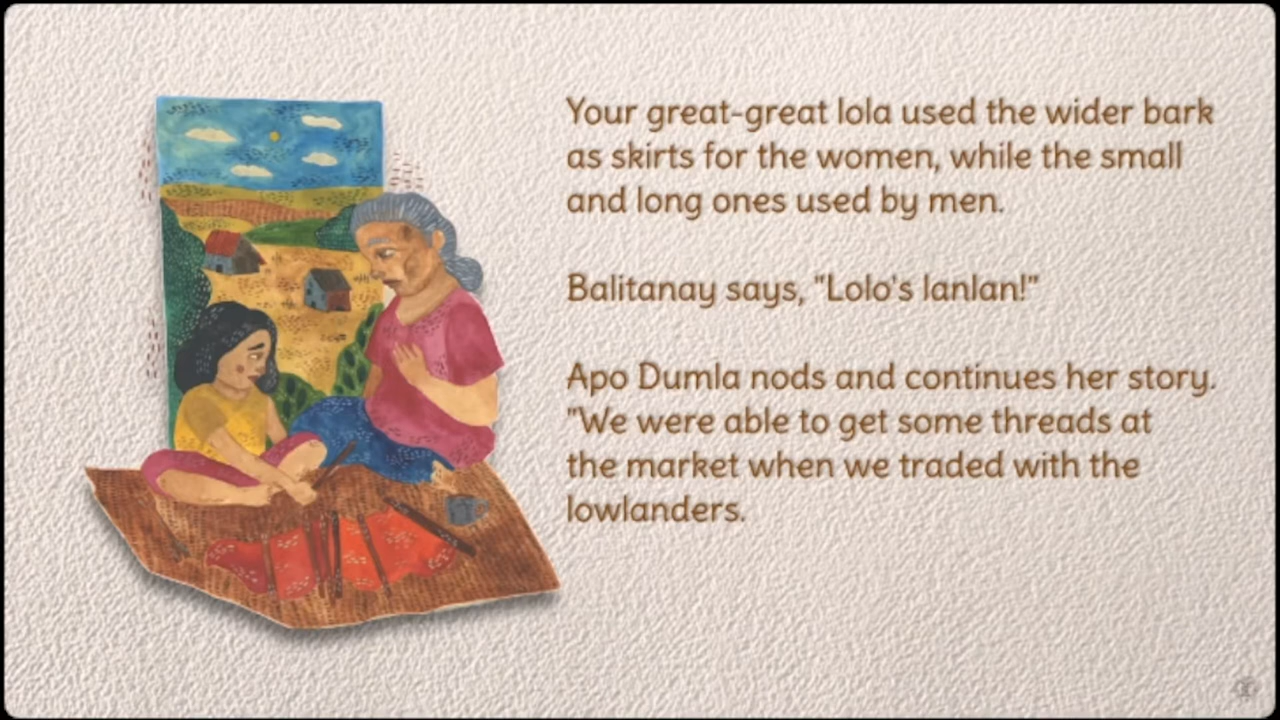 Your great-great lola used the wider bark
as skirts for the women, while the small
and long ones used by men.
Balitanay says, "Lolo's lanlan!"
Apo Dumla nods and continues her story.
"We were able to get some threads at
the market when we traded with the
lowlanders.